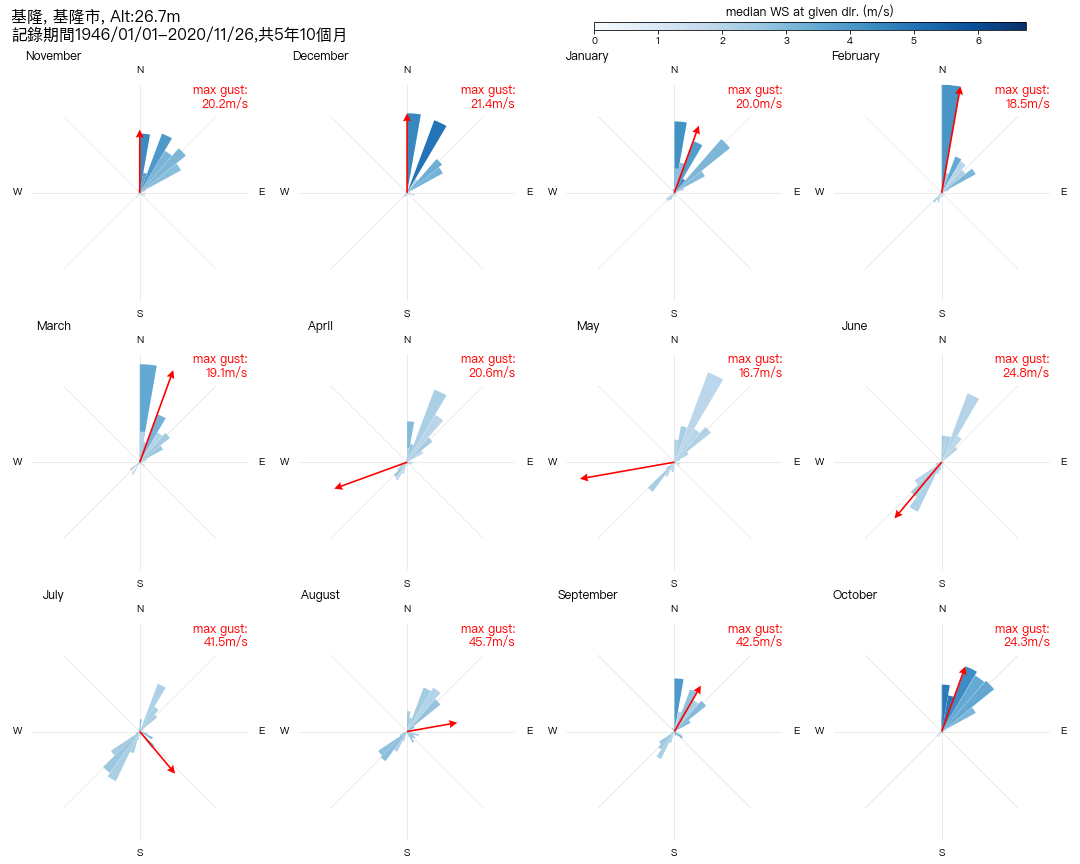 基隆, 基隆市, Alt:26.7m
記錄期間1946/01/01–2020/11/26,共5年10個月
median WS at given dir. (m/s)
0 1 2 3 4 5 6
November
N
max gust:
20.2m/s
W
E
S
December
N
max gust:
21.4m/s
W
E
S
January
N
max gust:
20.0m/s
W
E
S
February
N
max gust:
18.5m/s
W
E
S
March
N
max gust:
19.1m/s
W
E
S
April
N
max gust:
20.6m/s
W
E
S
May
N
max gust:
16.7m/s
W
E
S
June
N
max gust:
24.8m/s
W
E
S
July
N
max gust:
41.5m/s
W
E
S
August
N
max gust:
45.7m/s
W
E
S
September
N
max gust:
42.5m/s
W
E
S
October
N
max gust:
24.3m/s
W
E
S